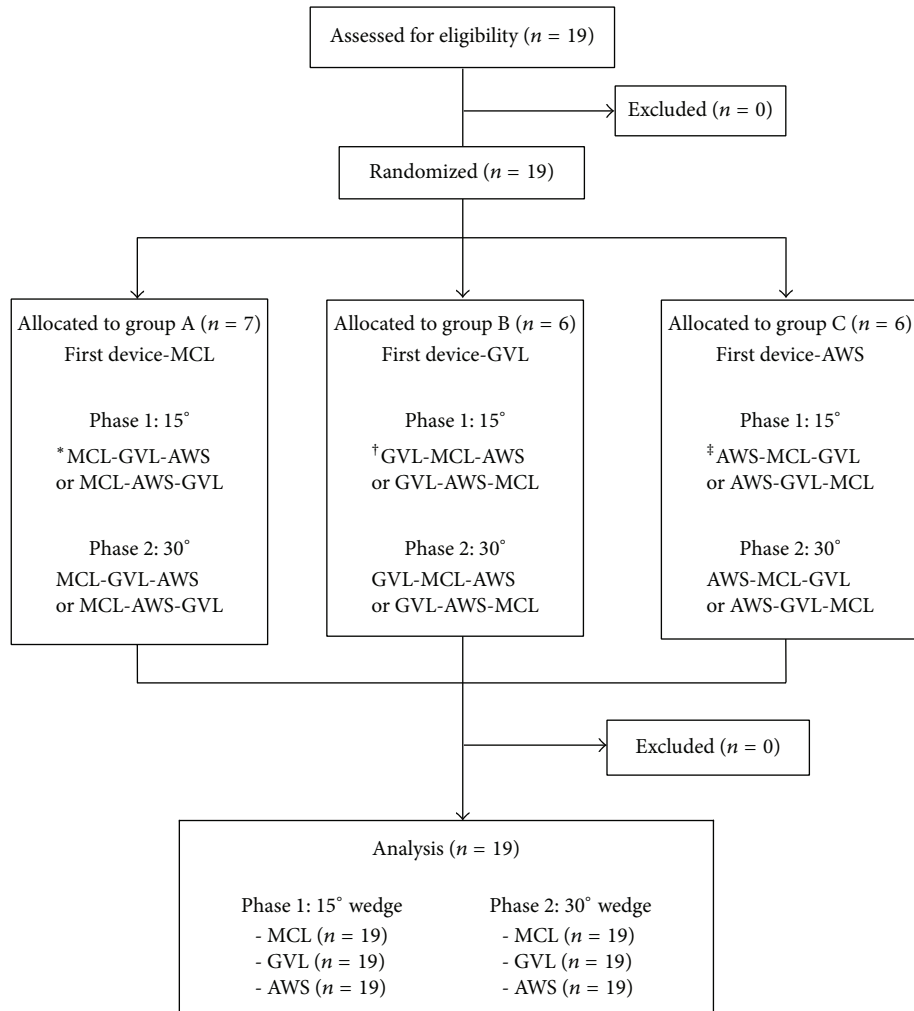 Assessed for eligibility (n = 19)
Excluded (n = 0)
Randomized (n = 19)
Allocated to group A (n = 7)
First device-MCL
Phase 1: 15°
*MCL-GVL-AWS
or MCL-AWS-GVL
Phase 2: 30°
MCL-GVL-AWS
or MCL-AWS-GVL
Allocated to group B (n = 6)
First device-GVL
Phase 1: 15°
†GVL-MCL-AWS
or GVL-AWS-MCL
Phase 2: 30°
GVL-MCL-AWS
or GVL-AWS-MCL
Allocated to group C (n = 6)
First device-AWS
Phase 1: 15°
‡AWS-MCL-GVL
or AWS-GVL-MCL
Phase 2: 30°
AWS-MCL-GVL
or AWS-GVL-MCL
Excluded (n = 0)
Analysis (n = 19)
Phase 1: 15° wedge
- MCL (n = 19)
- GVL (n = 19)
- AWS (n = 19)
Phase 2: 30° wedge
- MCL (n = 19)
- GVL (n = 19)
- AWS (n = 19)